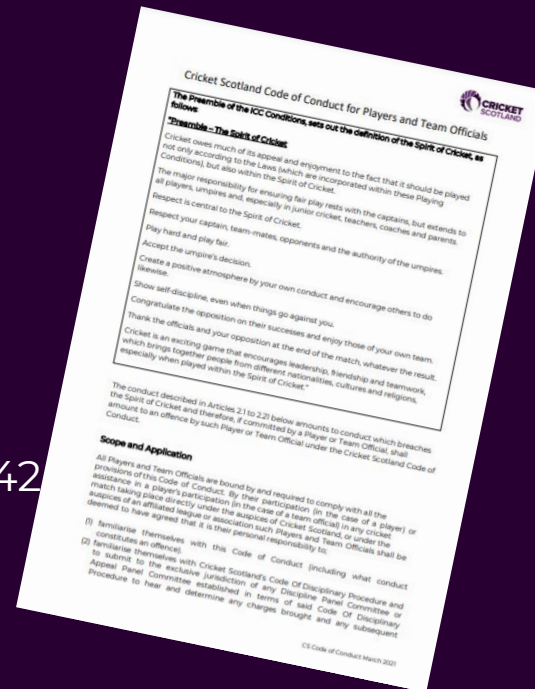 Cricket Scotland Code of Conduct for Players and Team Officials
CRICKET
SCOTLAND
The Preamble of the ICC Conditions, sets out the definition of the Spirit of Cricket, as
follows
"Preamble – The Spirit of Cricket
Cricket owes much of its appeal and enjoyment to the fact that it should be played
not only according to the Laws (which are incorporated within these Playing
Conditions), but also within the Spirit of Cricket.
The major responsibility for ensuring fair play rests with the captains, but extends to
all players, umpires and, especially in junior cricket, teachers, coaches and parents.
Respect is central to the Spirit of Cricket.
Respect your captain, team-mates, opponents and the authority of the umpires.
Play hard and play fair.
Accept the umpire's decision.
Create a positive atmosphere by your own conduct and encourage others to do
likewise.
Show self-discipline, even when things go against you.
Congratulate the opposition on their successes and enjoy those of your own team.
Thank the officials and your opposition at the end of the match, whatever the result.
Cricket is an exciting game that encourages leadership, friendship and teamwork,
which brings together people from different nationalities, cultures and religions,
especially when played within the Spirit of Cricket."
The conduct described in Articles 2.1 to 2.21 below amounts to conduct which breaches
the Spirit of Cricket and therefore, if committed by a Player or Team Official, shall
amount to an offence by such Player or Team Official under the Cricket Scotland Code of
Conduct.
42
Scope and Application
All Players and Team Officials are bound by and required to comply with all the
provisions of this Code of Conduct. By their participation (in the case of a player) or
assistance in a player's participation (in the case of a team official) in any cricket
match taking place directly under the auspices of Cricket Scotland, or under the
auspices of an affiliated league or association such Players and Team Officials shall be
deemed to have agreed that it is their personal responsibility to;
(1) familiarise themselves with this Code of Conduct (including what conduct
constitutes an offence).
(2) familiarise themselves with Cricket Scotland's Code Of Disciplinary Procedure and
to submit to the exclusive jurisdiction of any Discipline Panel Committee or
Appeal Panel Committee established in terms of said Code Of Disciplinary
Procedure to hear and determine any charges brought and any subsequent
CS Code of Conduct March 2021